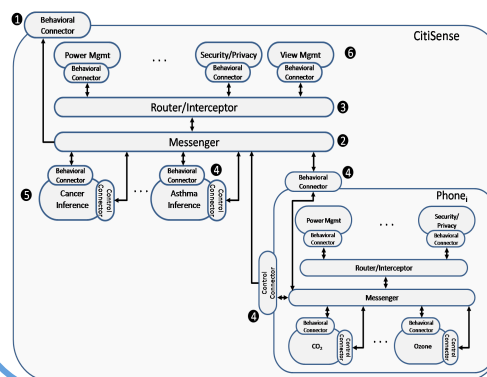 ❶ Behavioral
Connector
CitiSense
Power Mgmt
Behavioral
Connector
. . .
Security/Privacy
Behavioral
Connector
View Mgmt
Behavioral
Connector
❻
Router/Interceptor ❸
Messenger ❷
Behavioral
Connector
❺ Cancer
Inference
Control
Connector
. . .
Behavioral
Connector
❹
Asthma
Inference
Control
Connector
Behavioral
Connector
❹
Phonei
Power Mgmt
Behavioral
Connector
. . .
Security/
Privacy
Behavioral
Connector
Router/Interceptor
Control
Connector
❹
Messenger
Behavioral
Connector
CO2
Control
Connector
. . .
Behavioral
Connector
Ozone
Control
Connector